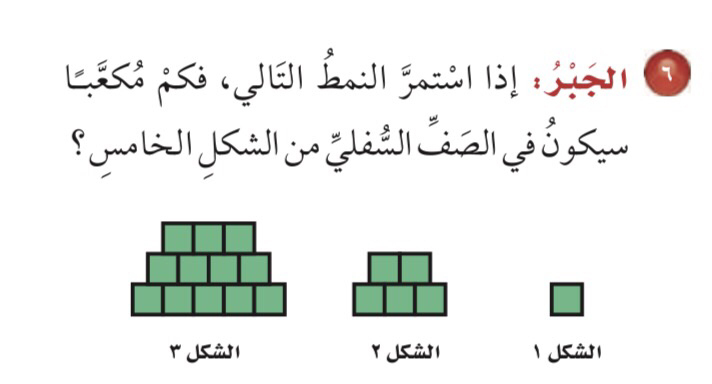 ٦ الجَبْرُ: إذا اسْتمرَّ النمطُ التَالي، فكمْ مُكعَّبًا
سيكونُ في الصَفِّ السُّفليِّ من الشكلِ الخامسِ؟
الشكل ١ الشكل ٢ الشكل ٣